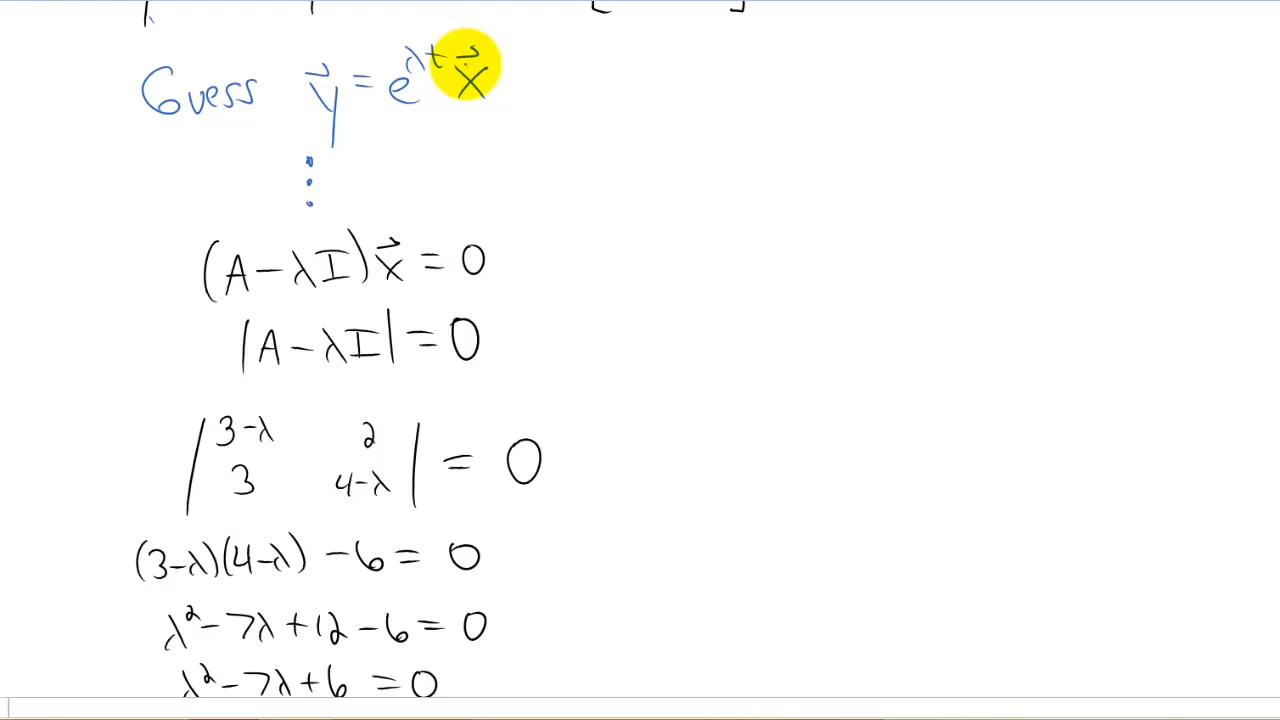 Guess y⃗ = e^{λt} x⃗
⋮
(A - λI)x⃗ = 0
|A - λI| = 0
| 3-λ 2 |
| 3 4-λ | = 0
(3-λ)(4-λ) - 6 = 0
λ² - 7λ + 12 - 6 = 0
λ² - 7λ + 6 = 0